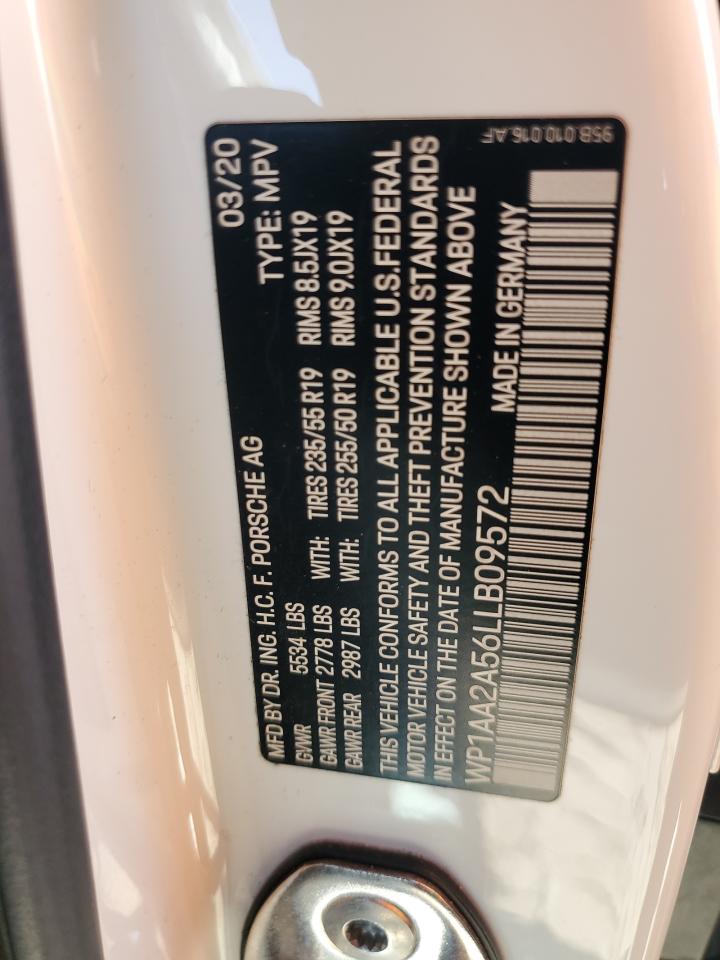 MFD BY DR. ING. H.C. F. PORSCHE AG 03/20
GVWR 5534 LBS TYPE: MPV
GAWR FRONT 2778 LBS WITH: TIRES 235/55 R19 RIMS 8.5JX19
GAWR REAR 2987 LBS WITH: TIRES 255/50 R19 RIMS 9.0JX19
THIS VEHICLE CONFORMS TO ALL APPLICABLE U.S.FEDERAL
MOTOR VEHICLE SAFETY AND THEFT PREVENTION STANDARDS
IN EFFECT ON THE DATE OF MANUFACTURE SHOWN ABOVE
WP1AA2A56LLB09572 MADE IN GERMANY
95B.010.016.AF